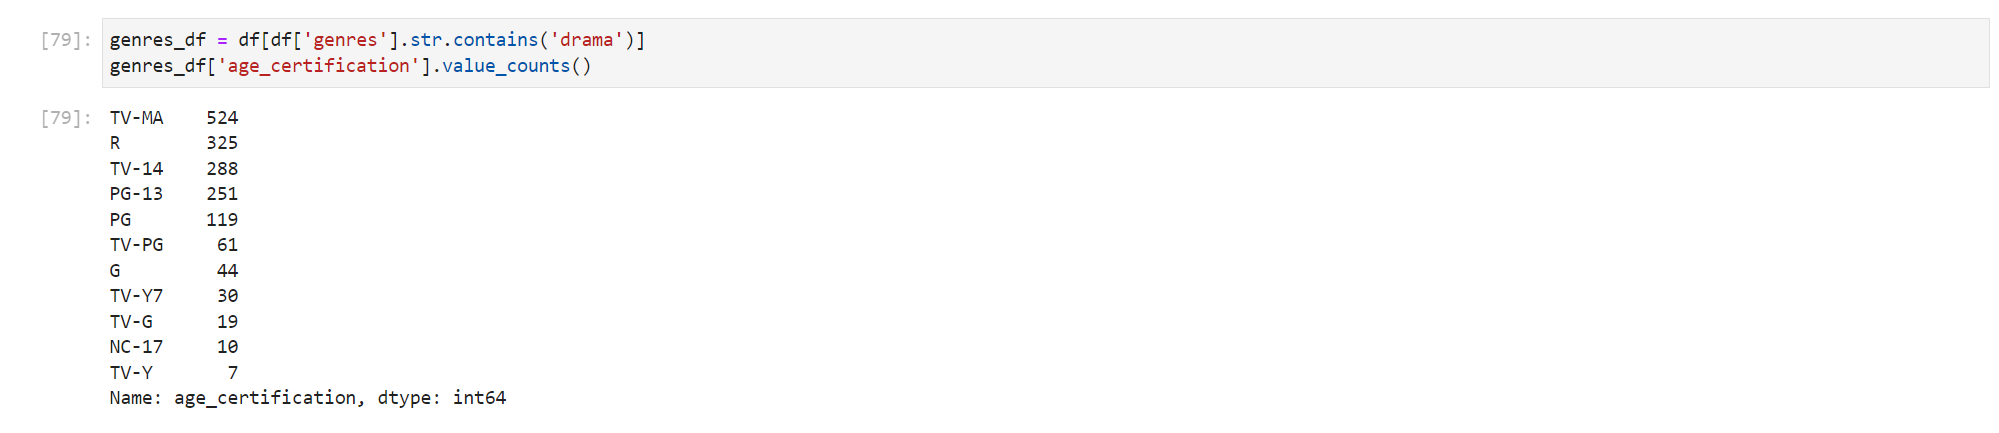 [79]: genres_df = df[df['genres'].str.contains('drama')]
genres_df['age_certification'].value_counts()
[79]: TV-MA 524
R 325
TV-14 288
PG-13 251
PG 119
TV-PG 61
G 44
TV-Y7 30
TV-G 19
NC-17 10
TV-Y 7
Name: age_certification, dtype: int64